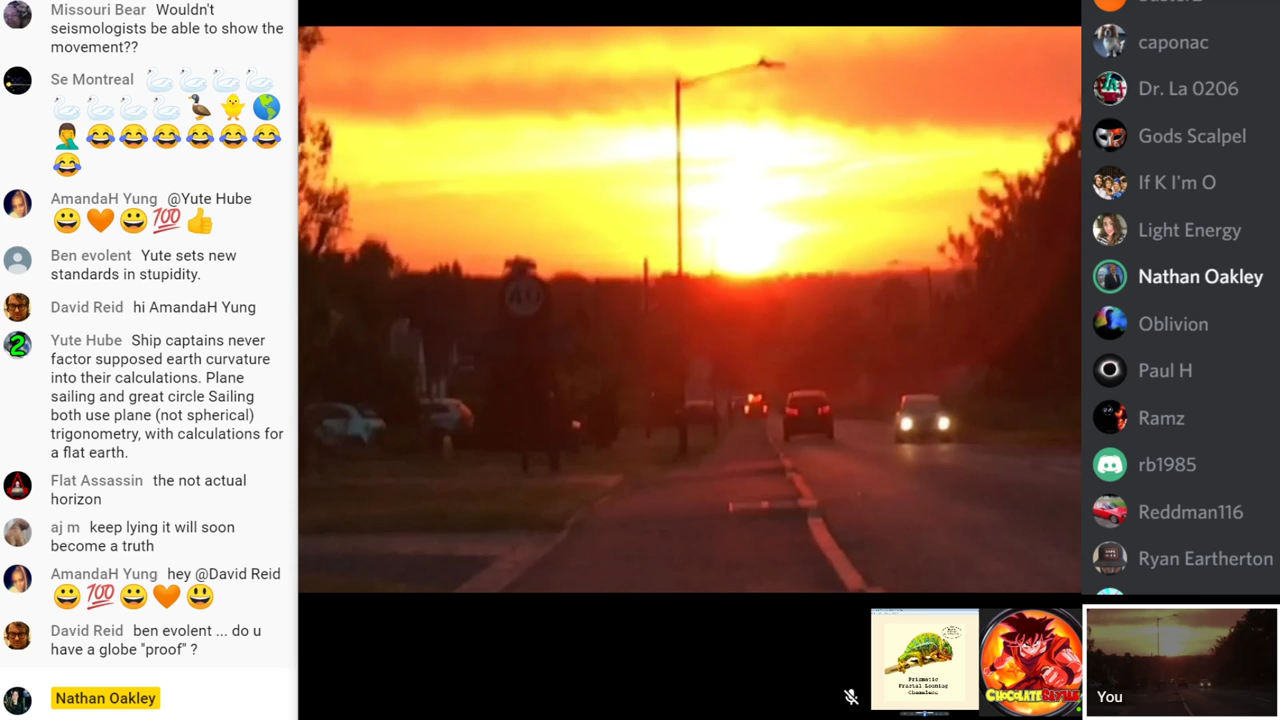 Missouri Bear Wouldn't
seismologists be able to show the
movement??
Se Montreal
AmandaH Yung @Yute Hube
💯
Ben evolent Yute sets new
standards in stupidity.
David Reid hi AmandaH Yung
2
Yute Hube Ship captains never
factor supposed earth curvature
into their calculations. Plane
sailing and great circle Sailing
both use plane (not spherical)
trigonometry, with calculations for
a flat earth.
Flat Assassin the not actual
horizon
aj m keep lying it will soon
become a truth
AmandaH Yung hey @David Reid
💯
David Reid ben evolent ... do u
have a globe "proof" ?
Nathan Oakley
40
Prismatic
Fractal Looming
Chameleon
You
caponac
Dr. La 0206
Gods Scalpel
If K I'm O
Light Energy
Nathan Oakley
Oblivion
Paul H
Ramz
rb1985
Reddman116
Ryan Eartherton